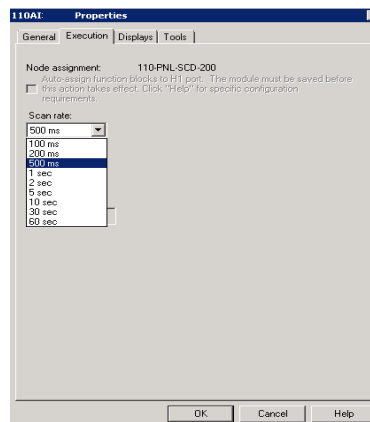 110AI: Properties
General Execution Displays Tools
Node assignment: 110-PNL-SCD-200
Auto-assign function blocks to H1 port. The module must be saved before
this action takes effect. Click "Help" for specific configuration
requirements.
Scan rate:
500 ms
100 ms
200 ms
500 ms
1 sec
2 sec
5 sec
10 sec
30 sec
60 sec
OK Cancel Help